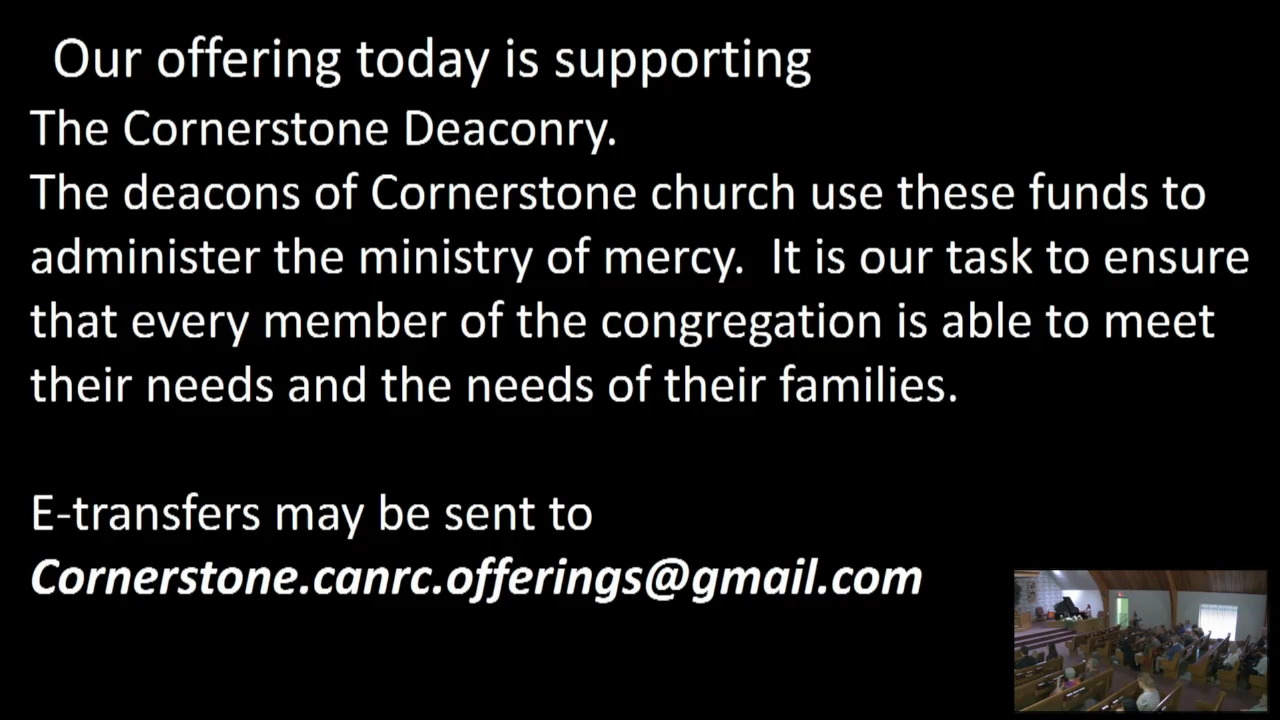 Our offering today is supporting
The Cornerstone Deaconry.
The deacons of Cornerstone church use these funds to
administer the ministry of mercy.  It is our task to ensure
that every member of the congregation is able to meet
their needs and the needs of their families.
E-transfers may be sent to
Cornerstone.canrc.offerings@gmail.com